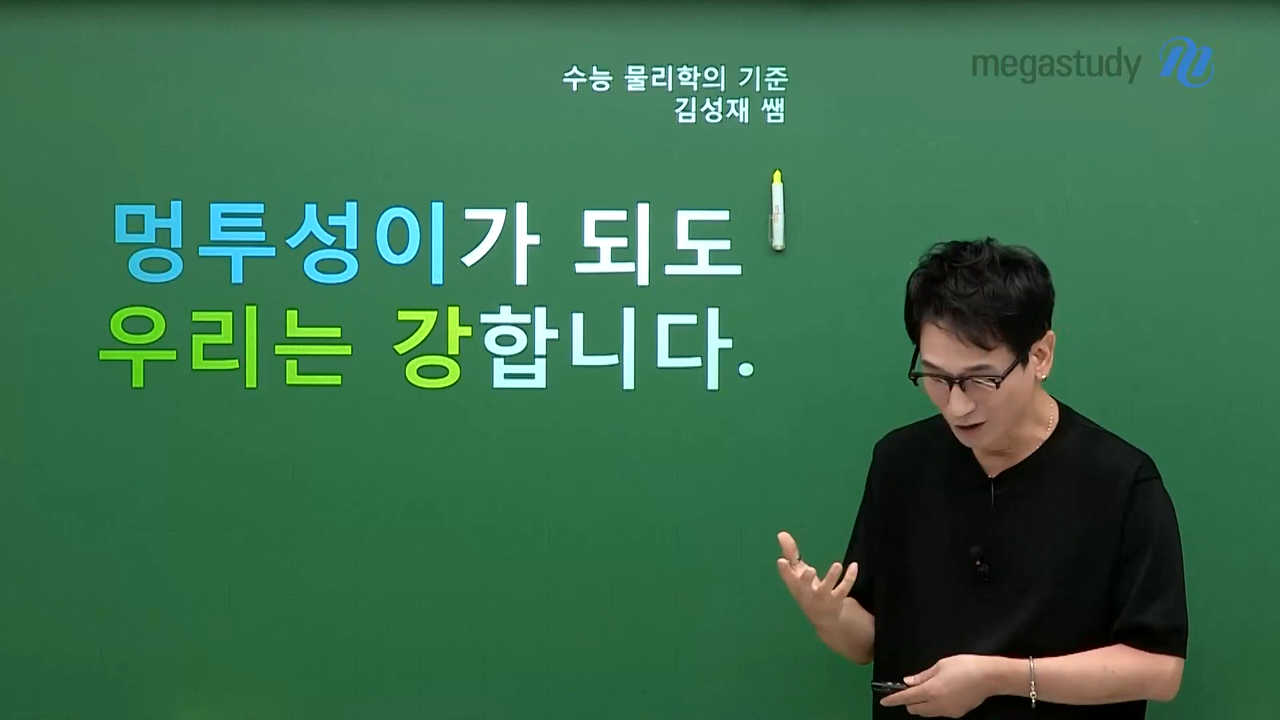 megastudy
수능 물리학의 기준
김성재 쌤
멍투성이가 되도
우리는 강합니다.